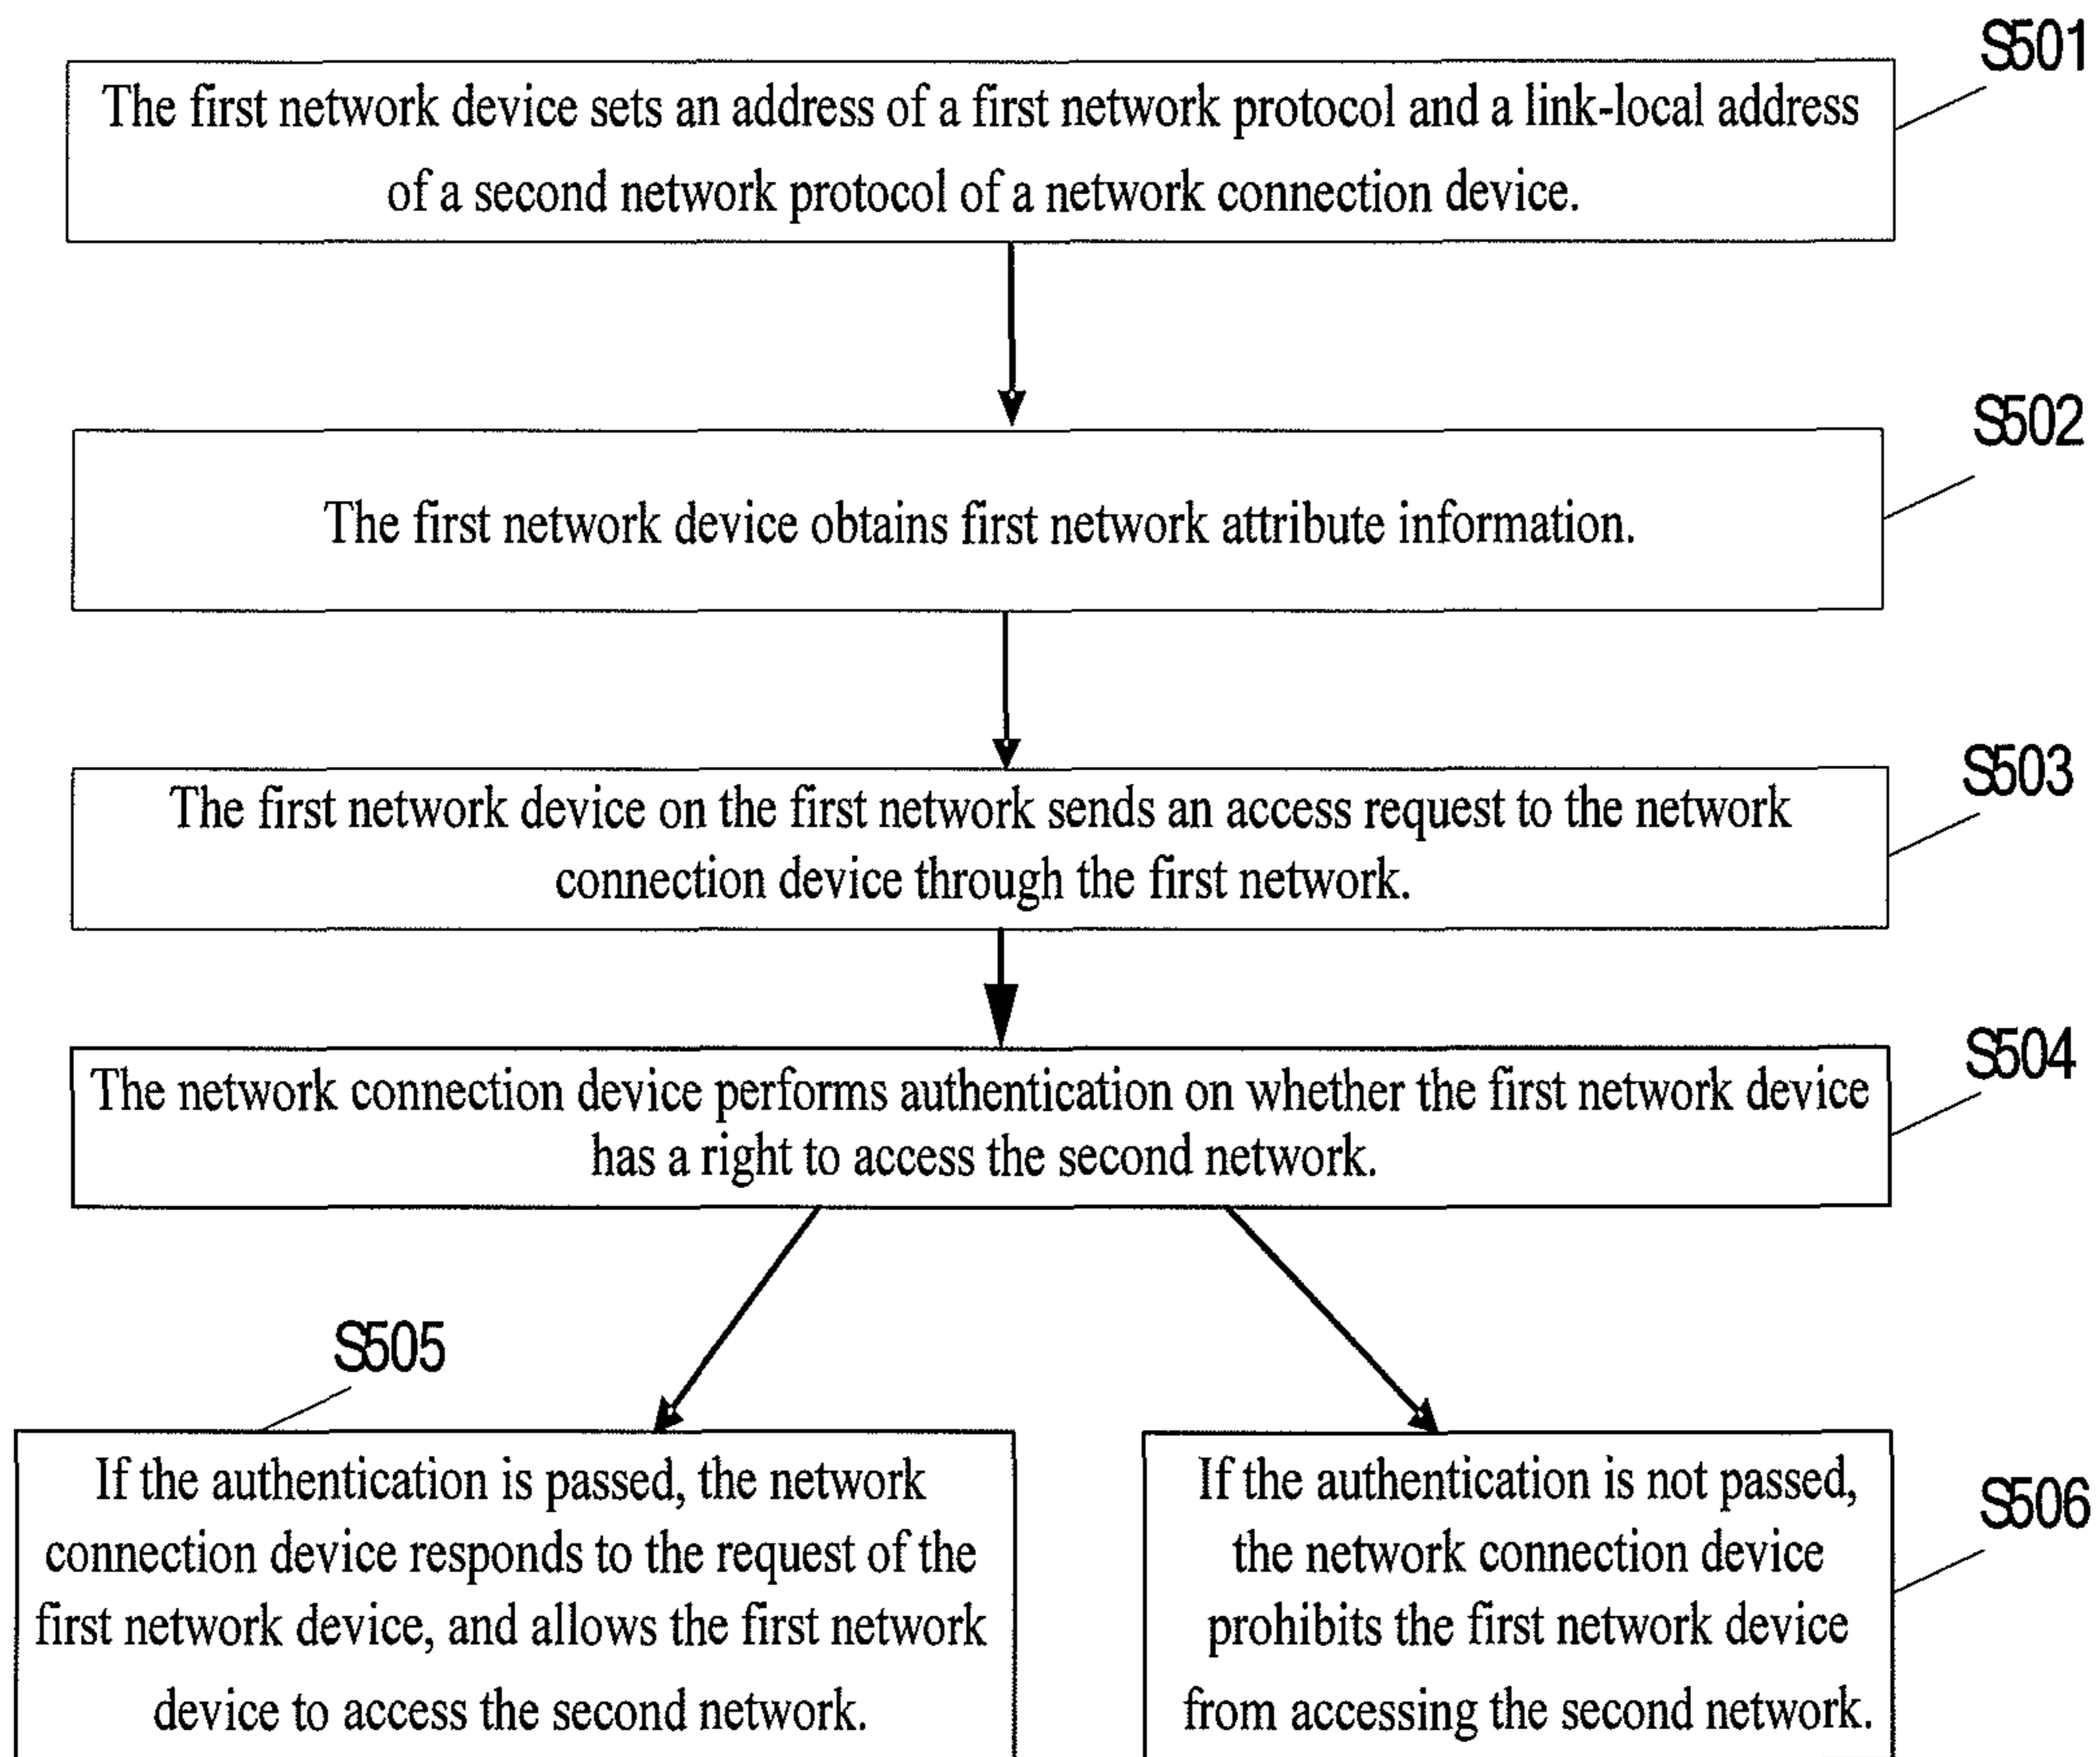 S501
The first network device sets an address of a first network protocol and a link-local address
of a second network protocol of a network connection device.
S502
The first network device obtains first network attribute information.
S503
The first network device on the first network sends an access request to the network
connection device through the first network.
S504
The network connection device performs authentication on whether the first network device
has a right to access the second network.
S505
If the authentication is passed, the network
connection device responds to the request of the
first network device, and allows the first network
device to access the second network.
S506
If the authentication is not passed,
the network connection device
prohibits the first network device
from accessing the second network.